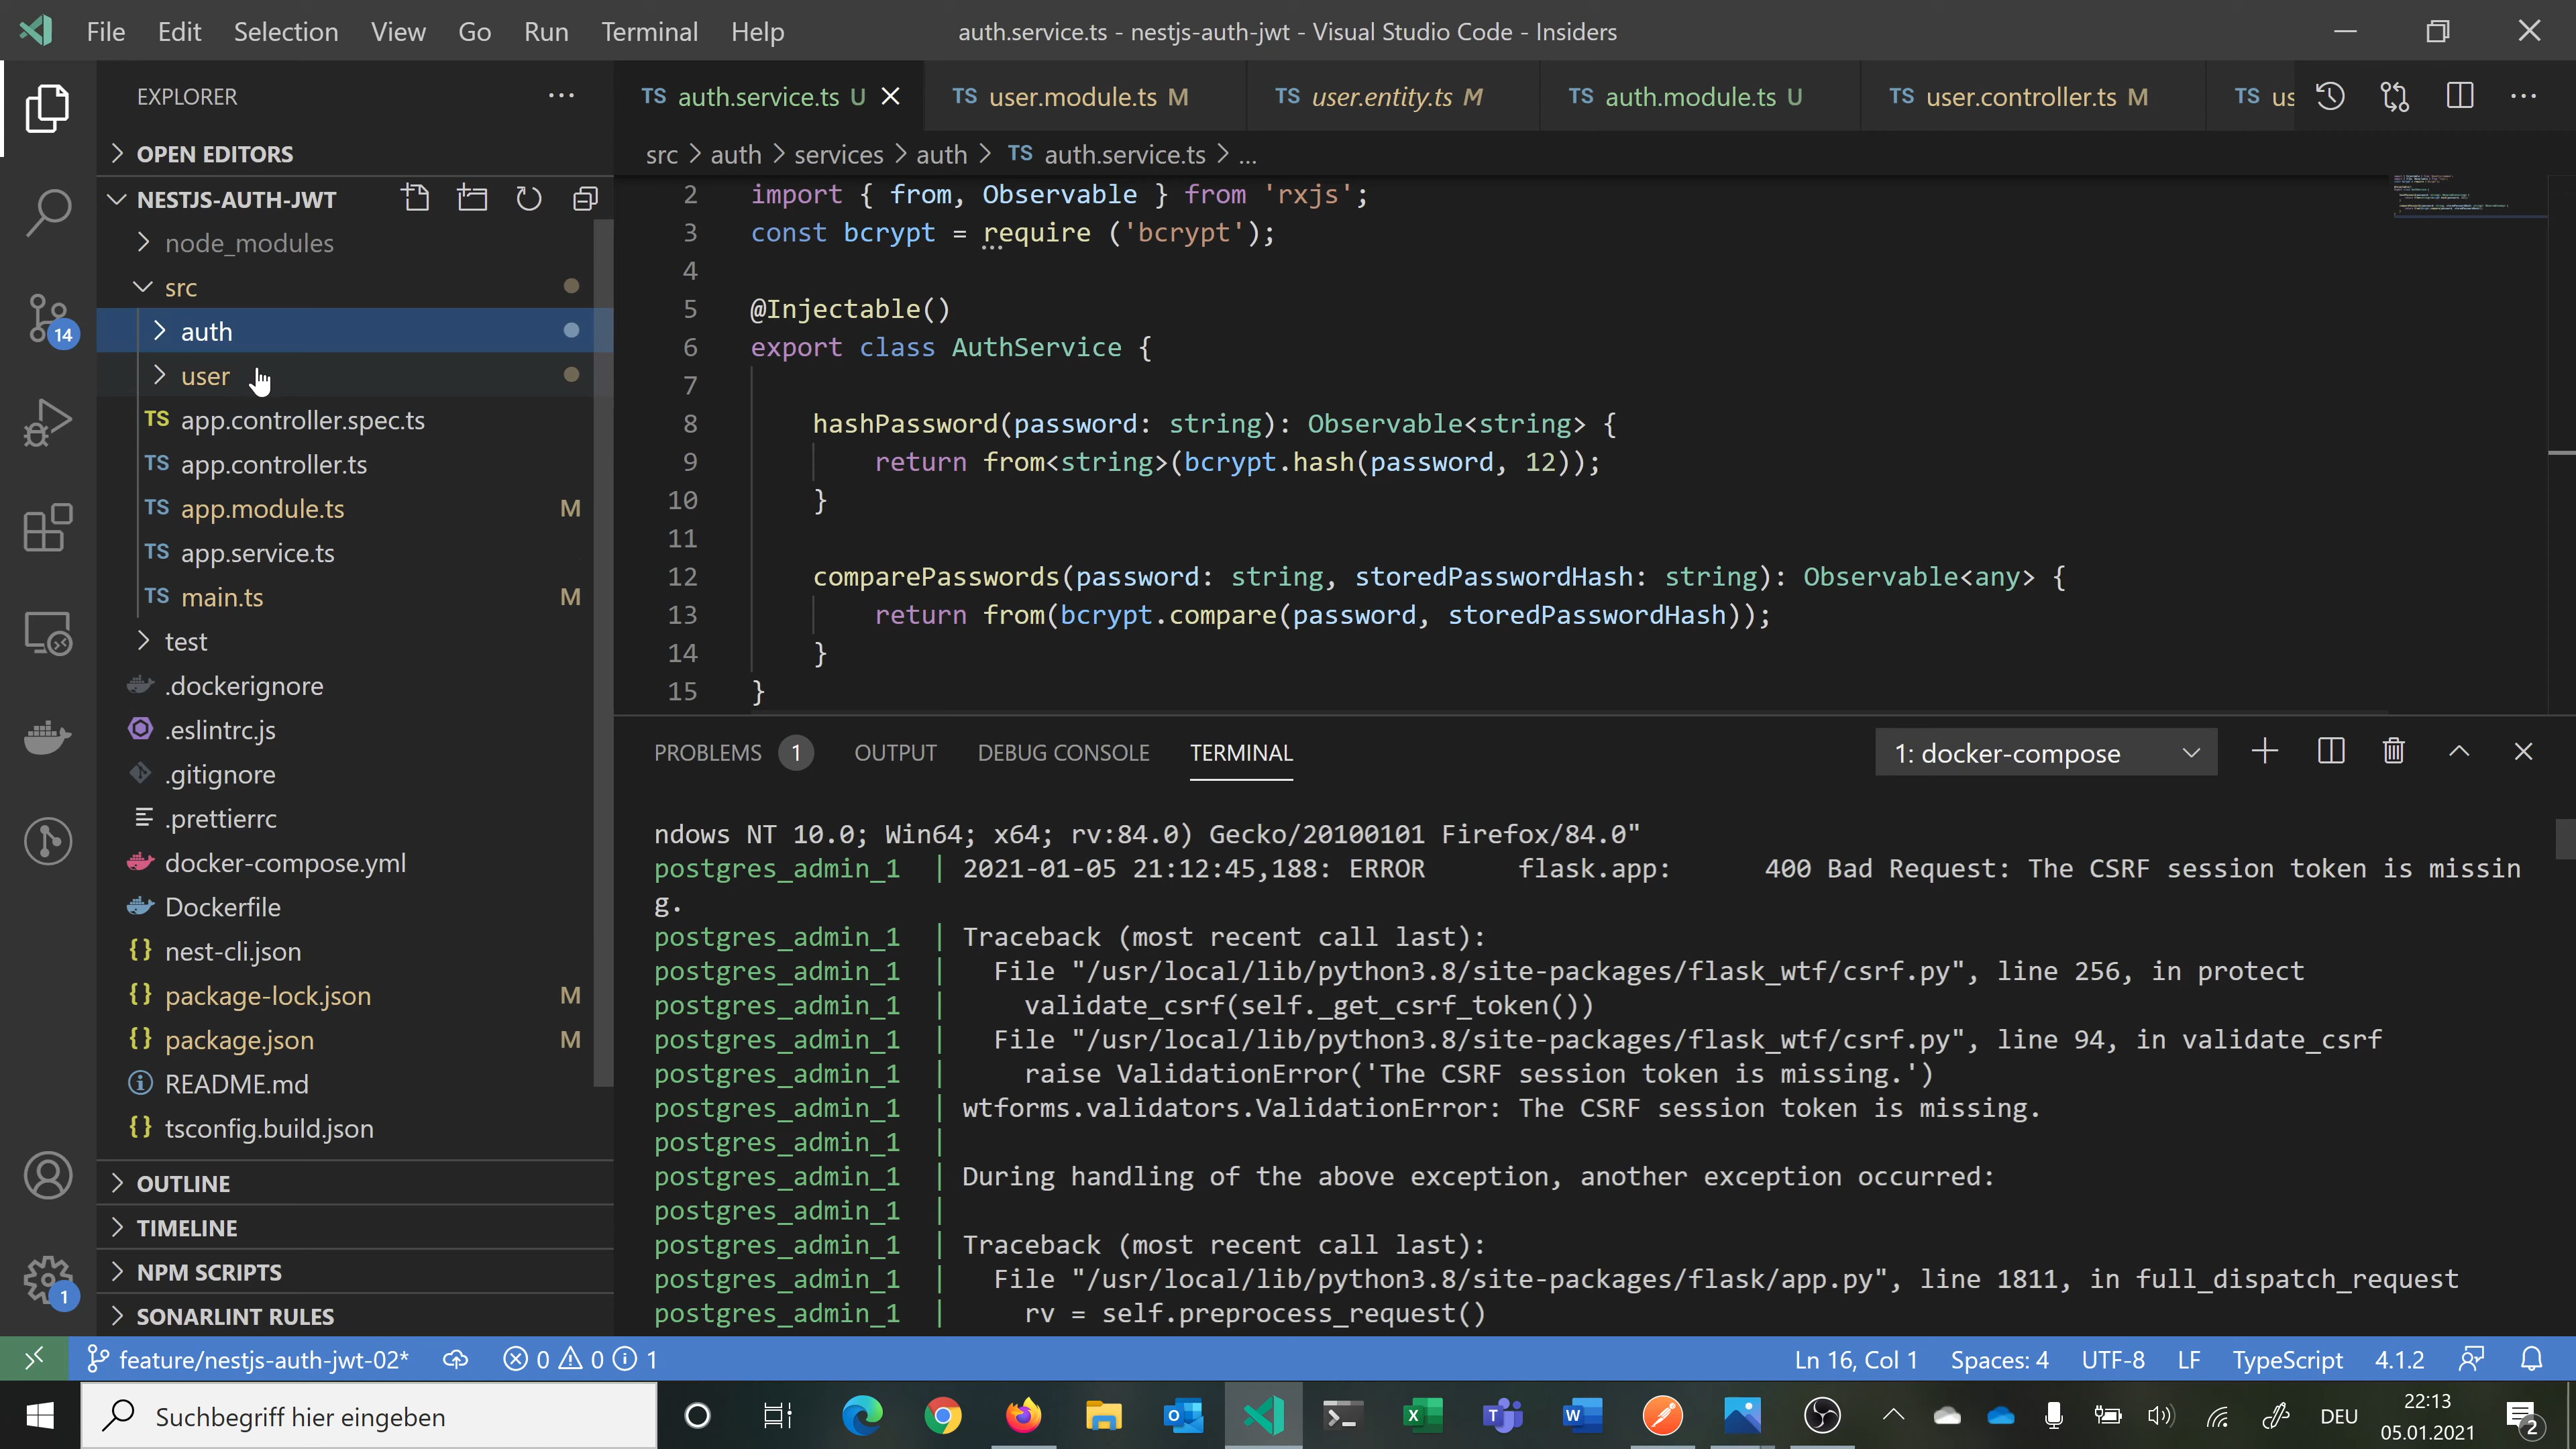 File Edit Selection View Go Run Terminal Help
auth.service.ts - nestjs-auth-jwt - Visual Studio Code - Insiders
EXPLORER
OPEN EDITORS
NESTJS-AUTH-JWT
node_modules
src
auth
user
TS app.controller.spec.ts
TS app.controller.ts
TS app.module.ts M
TS app.service.ts
TS main.ts M
test
.dockerignore
.eslintrc.js
.gitignore
.prettierrc
docker-compose.yml
Dockerfile
{} nest-cli.json
{} package-lock.json M
{} package.json M
README.md
{} tsconfig.build.json
OUTLINE
TIMELINE
NPM SCRIPTS
SONARLINT RULES
14
1
TS auth.service.ts U
TS user.module.ts M
TS user.entity.ts M
TS auth.module.ts U
TS user.controller.ts M
TS us
src > auth > services > auth > TS auth.service.ts > ...
2 import { from, Observable } from 'rxjs';
3 const bcrypt = require ('bcrypt');
4
5 @Injectable()
6 export class AuthService {
7
8 hashPassword(password: string): Observable<string> {
9 return from<string>(bcrypt.hash(password, 12));
10 }
11
12 comparePasswords(password: string, storedPasswordHash: string): Observable<any> {
13 return from(bcrypt.compare(password, storedPasswordHash));
14 }
15 }
PROBLEMS 1 OUTPUT DEBUG CONSOLE TERMINAL 1: docker-compose
ndows NT 10.0; Win64; x64; rv:84.0) Gecko/20100101 Firefox/84.0"
postgres_admin_1 | 2021-01-05 21:12:45,188: ERROR flask.app: 400 Bad Request: The CSRF session token is missin
g.
postgres_admin_1 | Traceback (most recent call last):
postgres_admin_1 | File "/usr/local/lib/python3.8/site-packages/flask_wtf/csrf.py", line 256, in protect
postgres_admin_1 | validate_csrf(self._get_csrf_token())
postgres_admin_1 | File "/usr/local/lib/python3.8/site-packages/flask_wtf/csrf.py", line 94, in validate_csrf
postgres_admin_1 | raise ValidationError('The CSRF session token is missing.')
postgres_admin_1 | wtforms.validators.ValidationError: The CSRF session token is missing.
postgres_admin_1 |
postgres_admin_1 | During handling of the above exception, another exception occurred:
postgres_admin_1 |
postgres_admin_1 | Traceback (most recent call last):
postgres_admin_1 | File "/usr/local/lib/python3.8/site-packages/flask/app.py", line 1811, in full_dispatch_request
postgres_admin_1 | rv = self.preprocess_request()
feature/nestjs-auth-jwt-02* 0 0 1 Ln 16, Col 1 Spaces: 4 UTF-8 LF TypeScript 4.1.2
Suchbegriff hier eingeben
DEU
22:13
05.01.2021
2